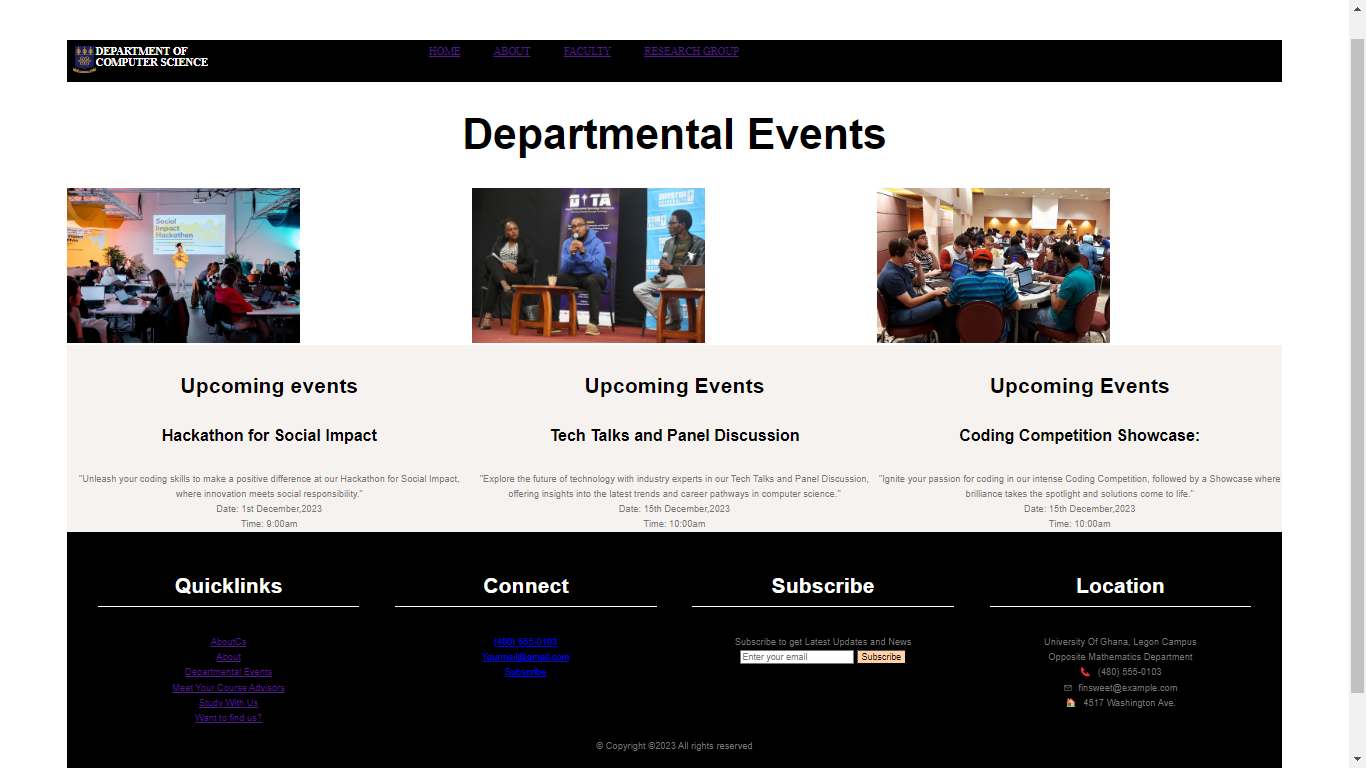 DEPARTMENT OF
COMPUTER SCIENCE
HOME ABOUT FACULTY RESEARCH GROUP
Departmental Events
Social
Impact
Hackathon
Upcoming events
Hackathon for Social Impact
"Unleash your coding skills to make a positive difference at our Hackathon for Social Impact,
where innovation meets social responsibility."
Date: 1st December,2023
Time: 9:00am
Upcoming Events
Tech Talks and Panel Discussion
"Explore the future of technology with industry experts in our Tech Talks and Panel Discussion,
offering insights into the latest trends and career pathways in computer science."
Date: 15th December,2023
Time: 10:00am
Upcoming Events
Coding Competition Showcase:
"Ignite your passion for coding in our intense Coding Competition, followed by a Showcase where
brilliance takes the spotlight and solutions come to life."
Date: 15th December,2023
Time: 10:00am
Quicklinks
AboutCs
About
Departmental Events
Meet Your Course Advisors
Study With Us
Want to find us?
Connect
(480) 555-0103
Yourmail@gmail.com
Subscribe
Subscribe to get Latest Updates and News
Enter your email Subscribe
Location
University Of Ghana, Legon Campus
Opposite Mathematics Department
(480) 555-0103
finsweet@example.com
4517 Washington Ave.
© Copyright ©2023 All rights reserved